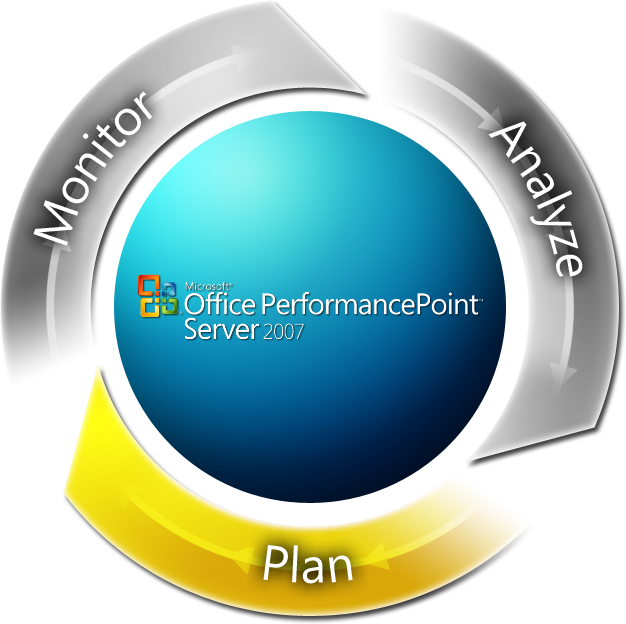 Monitor
Analyze
Microsoft®
Office PerformancePoint™
Server 2007
Plan